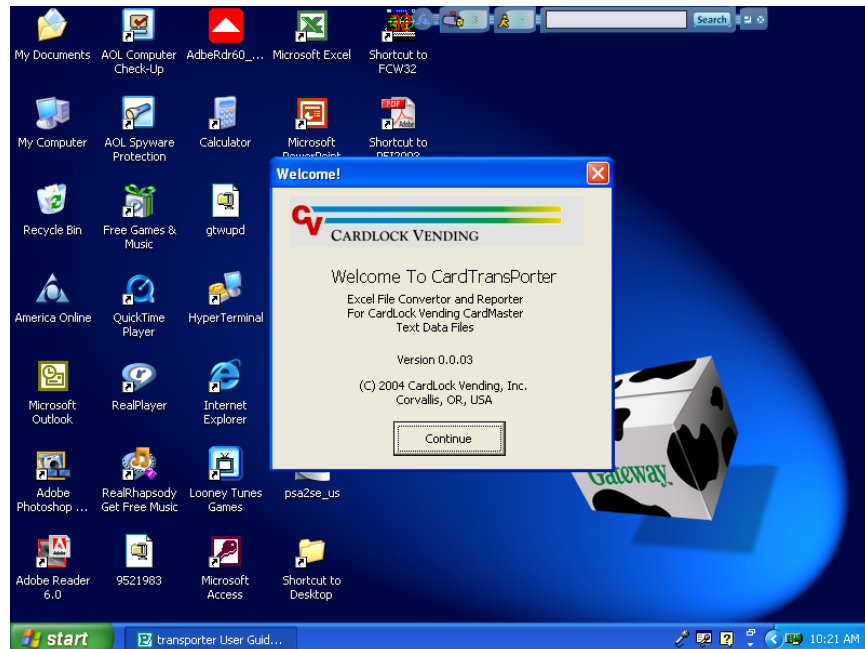 3
Search
My Documents
AOL Computer
Check-Up
AdbeRdr60_...
Microsoft Excel
Shortcut to
FCW32
My Computer
AOL Spyware
Protection
Calculator
Microsoft
PowerPoint
Shortcut to
Recycle Bin
Free Games &
Music
gtwupd
America Online
QuickTime
Player
HyperTerminal
Microsoft
Outlook
RealPlayer
Internet
Explorer
Adobe
Photoshop ...
RealRhapsody
Get Free Music
Looney Tunes
Games
psa2se_us
Adobe Reader
6.0
9521983
Microsoft
Access
Shortcut to
Desktop
Welcome!
CV
CARDLOCK VENDING
Welcome To CardTransPorter
Excel File Convertor and Reporter
For CardLock Vending CardMaster
Text Data Files
Version 0.0.03
(C) 2004 CardLock Vending, Inc.
Corvallis, OR, USA
Continue
Gateway
start
transporter User Guid...
10:21 AM